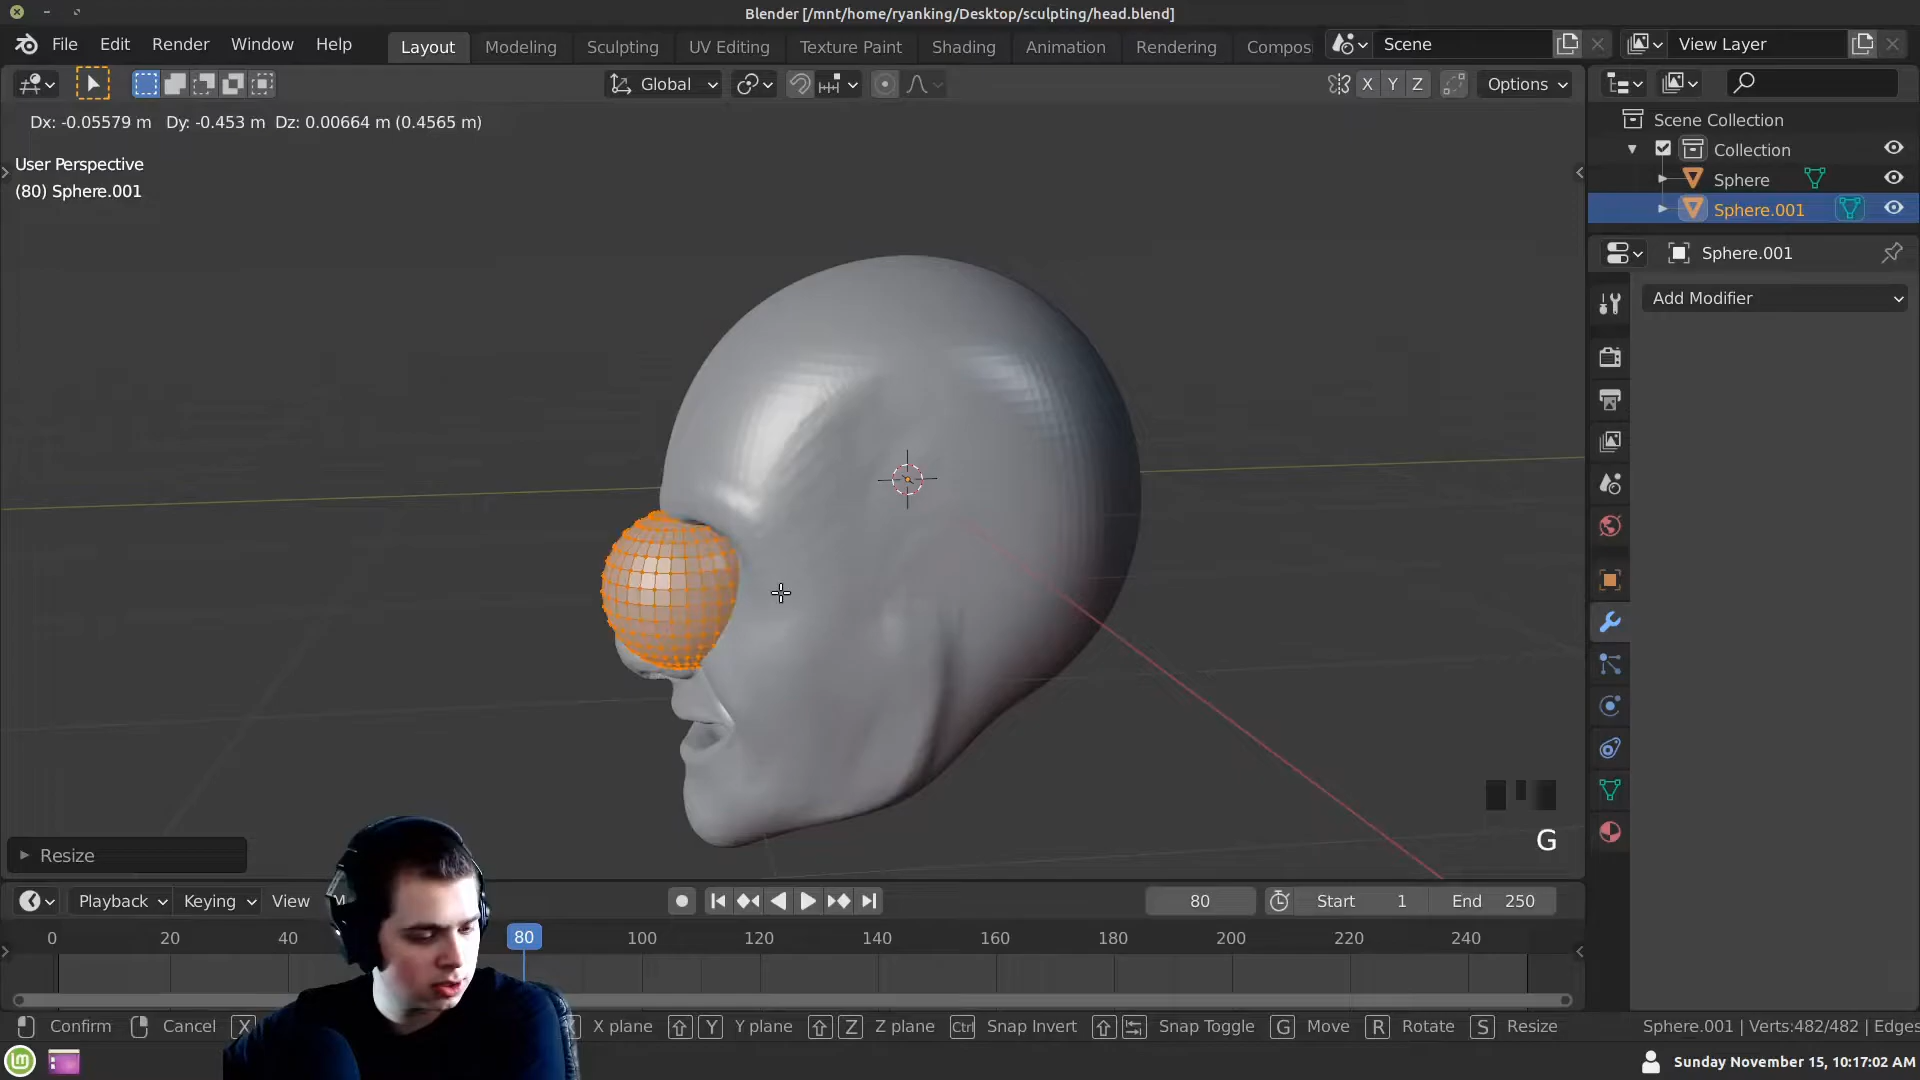 Blender [/mnt/home/ryanking/Desktop/sculpting/head.blend]
File Edit Render Window Help Layout Modeling Sculpting UV Editing Texture Paint Shading Animation Rendering Compos Scene View Layer
Global X Y Z Options
Dx: -0.05579 m Dy: -0.453 m Dz: 0.00664 m (0.4565 m)
User Perspective
(80) Sphere.001
Scene Collection
Collection
Sphere
Sphere.001
Sphere.001
Add Modifier
G
Resize
Playback Keying View M 80 Start 1 End 250
0 20 40 80 100 120 140 160 180 200 220 240
Confirm Cancel X X plane Y Y plane Z Z plane Ctrl Snap Invert Snap Toggle G Move R Rotate S Resize Sphere.001 | Verts:482/482 | Edges
Sunday November 15, 10:17:02 AM